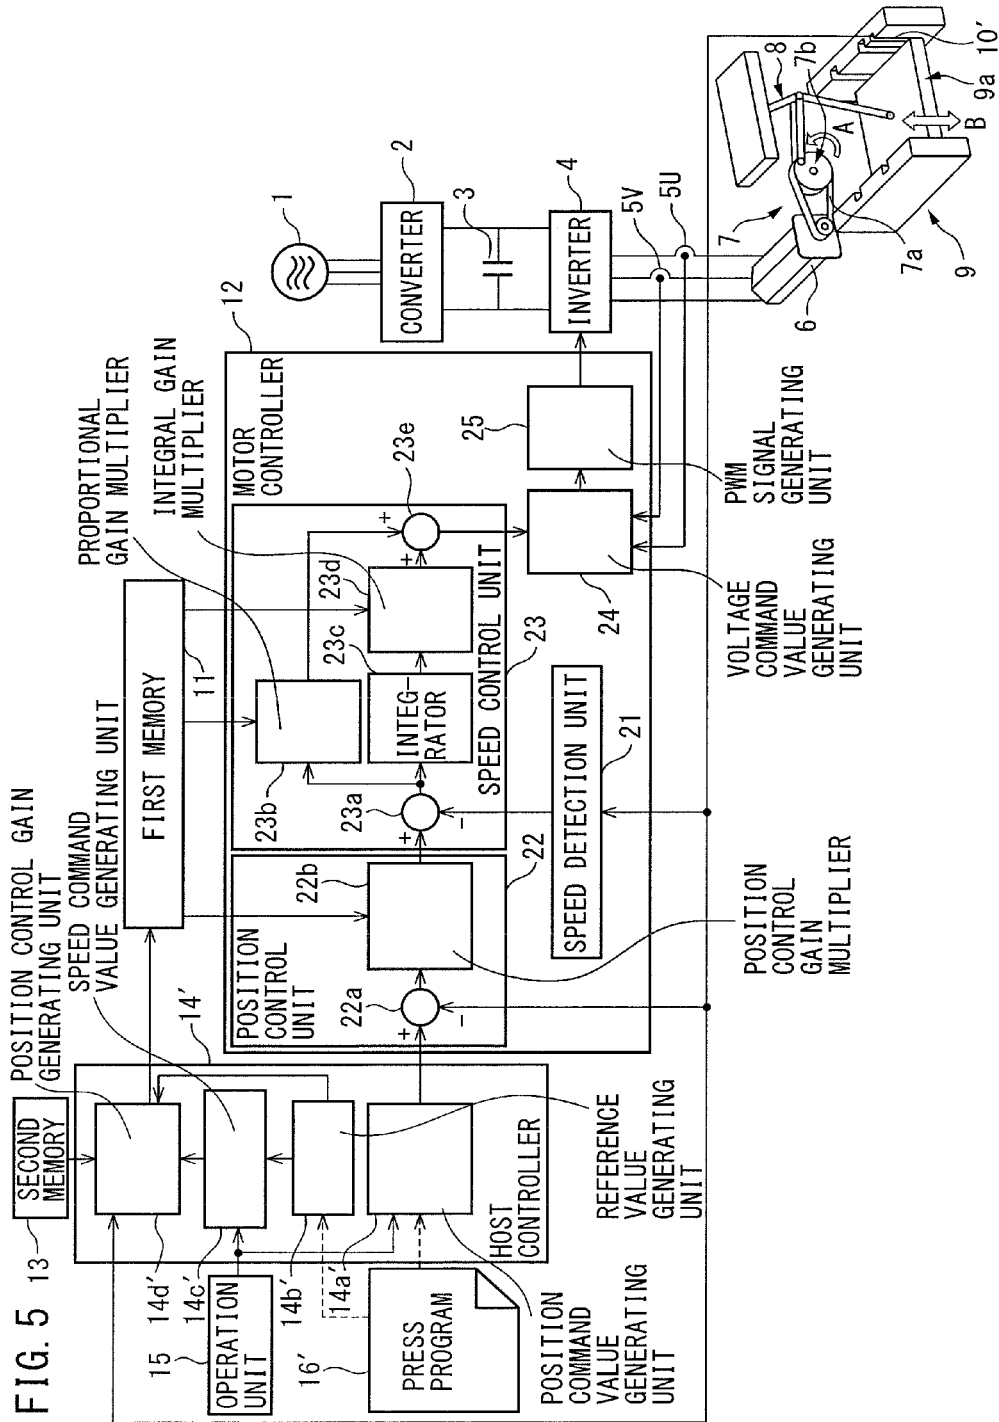 FIG. 5
13
SECOND
MEMORY
POSITION CONTROL GAIN
GENERATING UNIT
SPEED COMMAND
VALUE GENERATING UNIT
14′
14d′
14c′
14b′
14a′
15
OPERATION
UNIT
16′
PRESS
PROGRAM
HOST
CONTROLLER
REFERENCE
VALUE
GENERATING
UNIT
POSITION
COMMAND
VALUE
GENERATING
UNIT
FIRST MEMORY
11
PROPORTIONAL
GAIN MULTIPLIER
INTEGRAL GAIN
MULTIPLIER
12
MOTOR
CONTROLLER
POSITION
CONTROL
UNIT
22a
+
−
22b
22
POSITION
CONTROL
GAIN
MULTIPLIER
23a
+
−
23b
INTEG-
RATOR
23c
23d
23e
+
+
SPEED CONTROL UNIT
23
SPEED DETECTION UNIT
21
24
VOLTAGE
COMMAND
VALUE
GENERATING
UNIT
25
PWM
SIGNAL
GENERATING
UNIT
1
CONVERTER
2
3
INVERTER
4
5V
5U
6
7
7a
7b
8
A
B
9
9a
10′